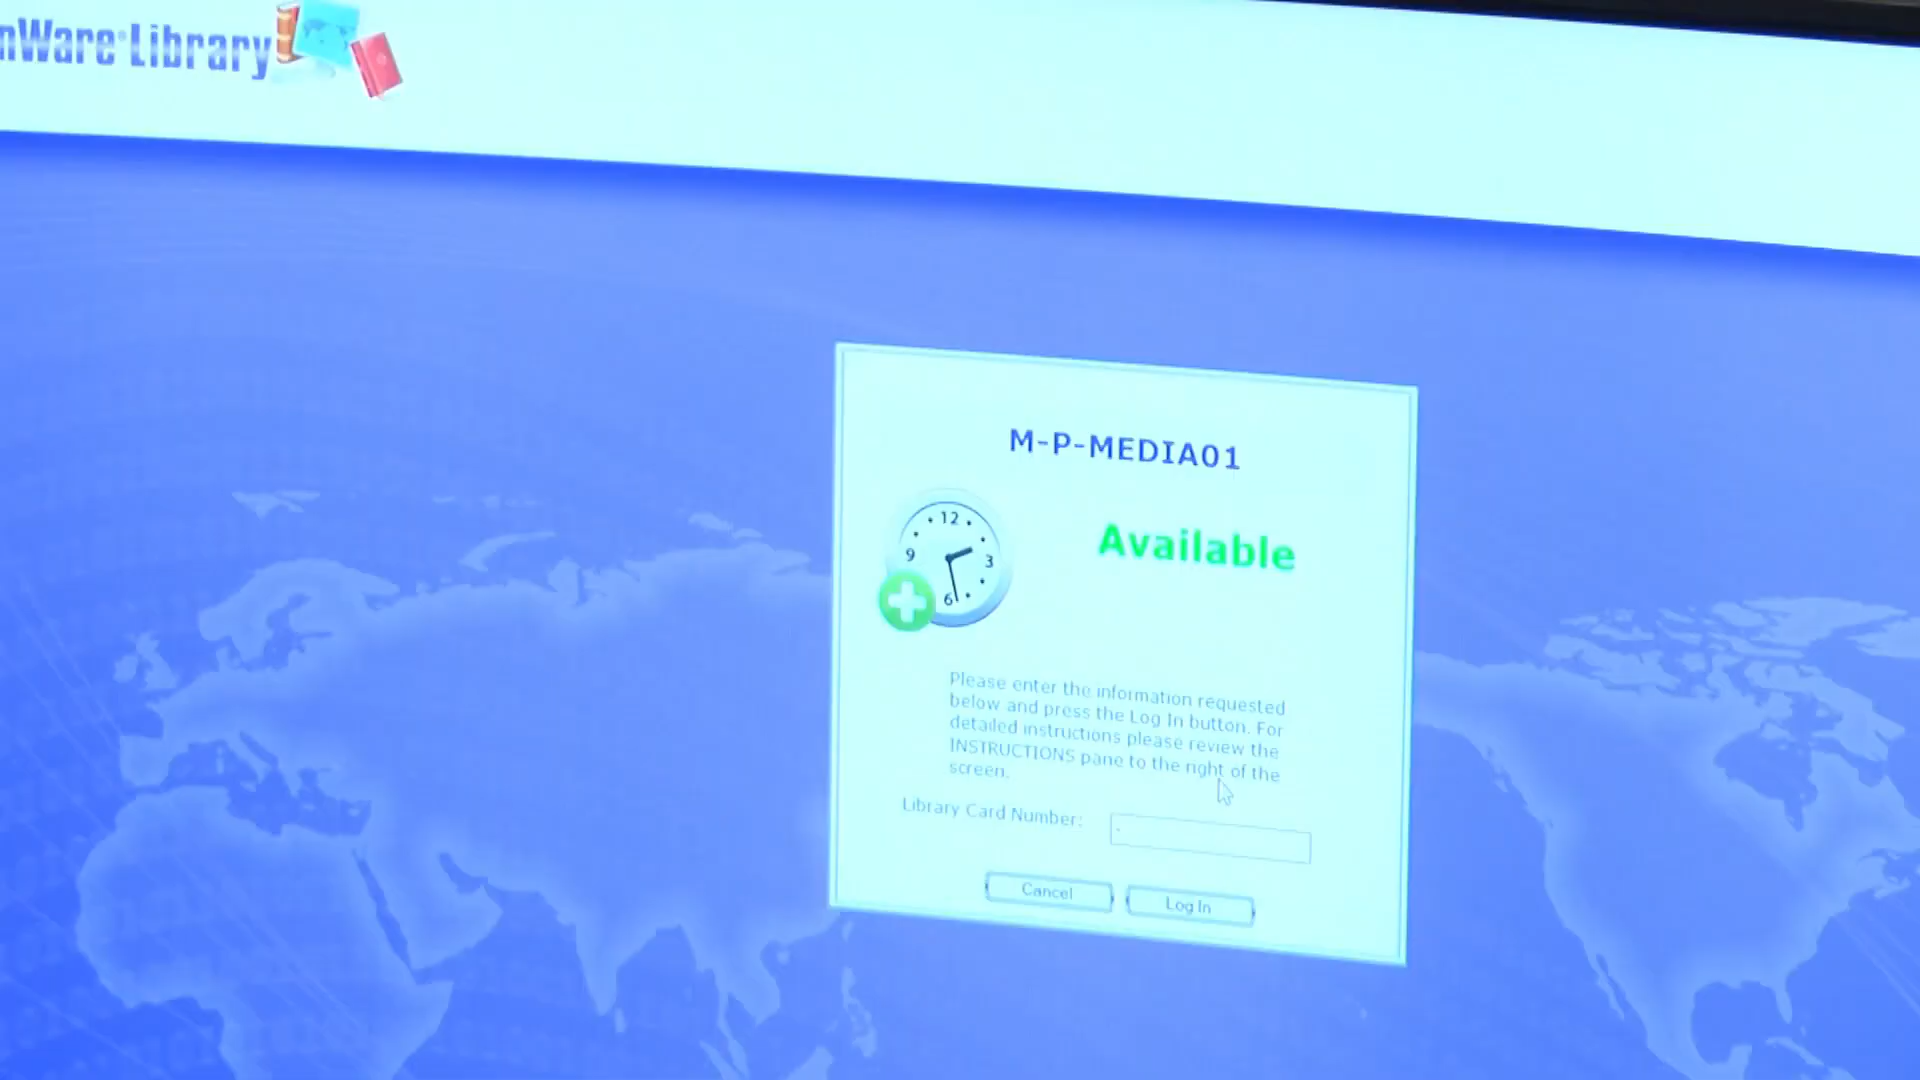 nWare Library
M-P-MEDIA01
12
9
3
6
Available
Please enter the information requested
below and press the Log In button. For
detailed instructions please review the
INSTRUCTIONS pane to the right of the
screen.
Library Card Number:
Cancel
Log In